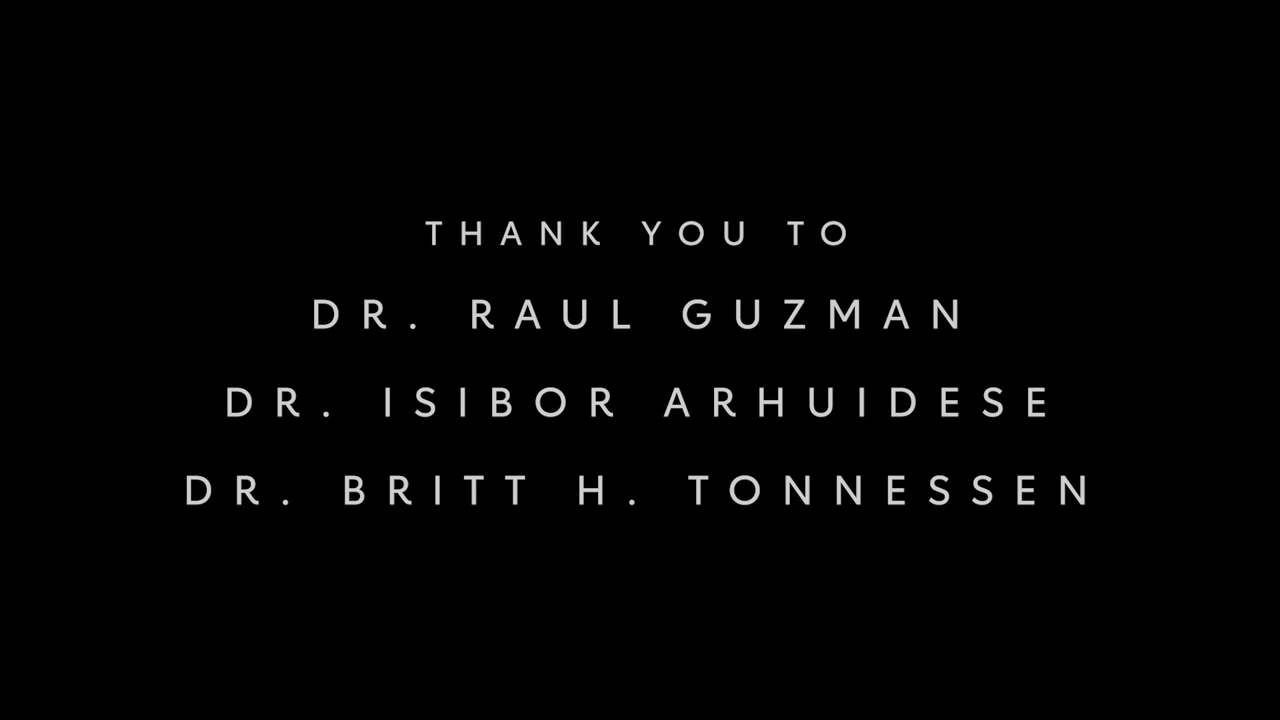 THANK YOU TO
DR. RAUL GUZMAN
DR. ISIBOR ARHUIDESE
DR. BRITT H. TONNESSEN